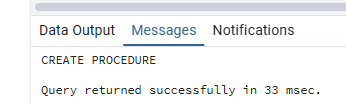 Data Output Messages Notifications
CREATE PROCEDURE
Query returned successfully in 33 msec.